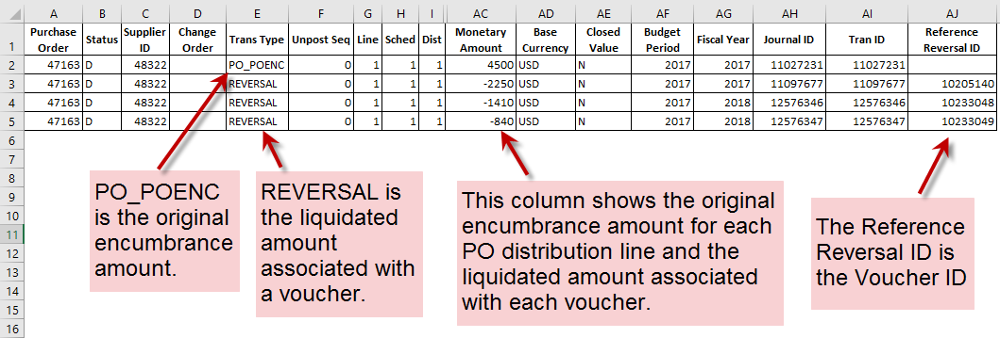 A B C D E F G H I AC AD AE AF AG AH AI AJ
1 Purchase Order Status Supplier ID Change Order Trans Type Unpost Seq Line Sched Dist Monetary Amount Base Currency Closed Value Budget Period Fiscal Year Journal ID Tran ID Reference Reversal ID
2 47163 D 48322 PO_POENC 0 1 1 1 4500 USD N 2017 2017 11027231 11027231
3 47163 D 48322 REVERSAL 0 1 1 1 -2250 USD N 2017 2017 11097677 11097677 10205140
4 47163 D 48322 REVERSAL 0 1 1 1 -1410 USD N 2017 2018 12576346 12576346 10233048
5 47163 D 48322 REVERSAL 0 1 1 1 -840 USD N 2017 2018 12576347 12576347 10233049
6
7
8
9
10
11
12
13
14
15
16
PO_POENC
is the original
encumbrance
amount.
REVERSAL is
the liquidated
amount
associated with
a voucher.
This column shows the original
encumbrance amount for each
PO distribution line and the
liquidated amount associated
with each voucher.
The Reference
Reversal ID is
the Voucher ID